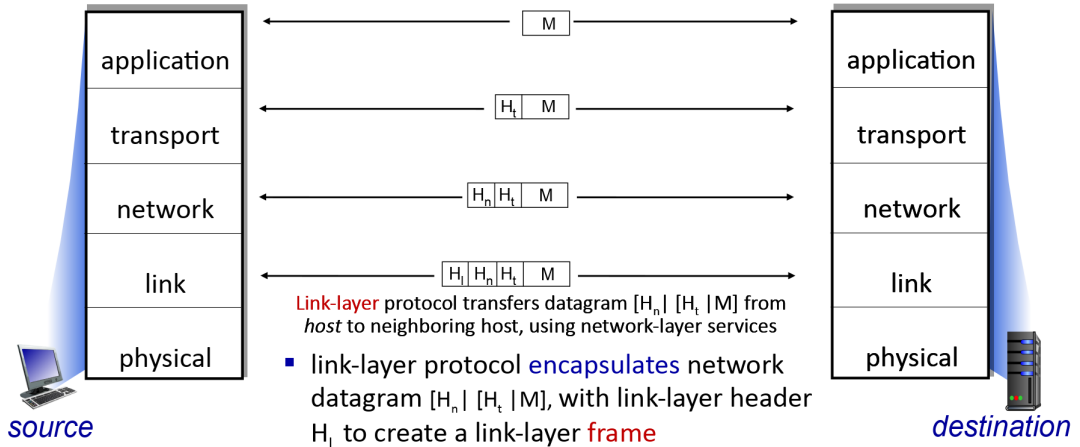 M
application
application
Hₜ M
transport
transport
Hₙ Hₜ M
network
network
Hₗ Hₙ Hₜ M
link
link
Link-layer protocol transfers datagram [Hₙ| [Hₜ |M] from
host to neighboring host, using network-layer services
physical
physical
▪ link-layer protocol encapsulates network
datagram [Hₙ| [Hₜ |M], with link-layer header
Hₗ to create a link-layer frame
source
destination